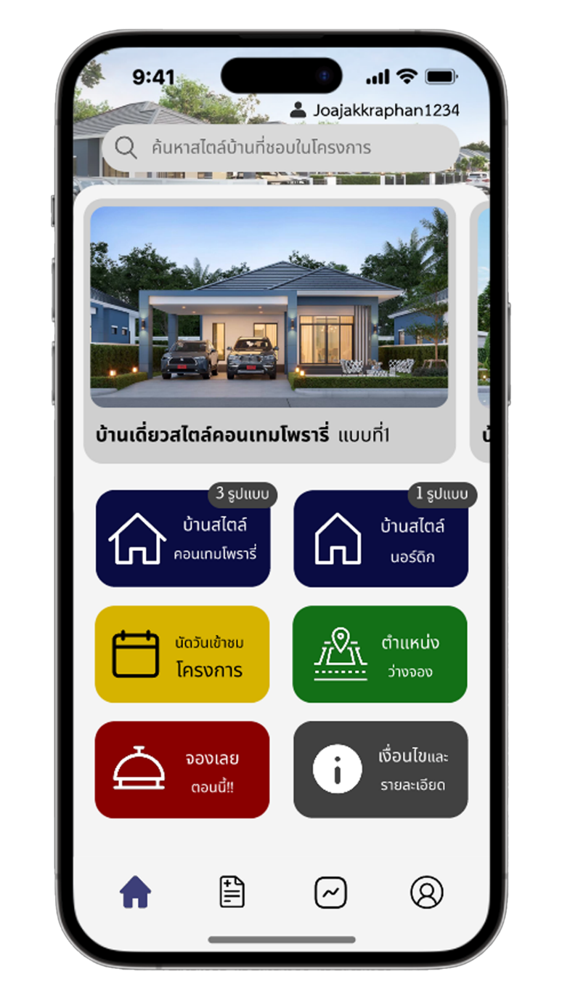 9:41
Joajakkraphan1234
ค้นหาสไตล์บ้านที่ชอบในโครงการ
บ้านเดี่ยวสไตล์คอนเทมโพรารี่ แบบที่1
3 รูปแบบ
บ้านสไตล์
คอนเทมโพรารี่
1 รูปแบบ
บ้านสไตล์
นอร์ดิก
นัดวันเข้าชม
โครงการ
ตำแหน่ง
ว่างจอง
จองเลย
ตอนนี้!!
เงื่อนไขและ
รายละเอียด